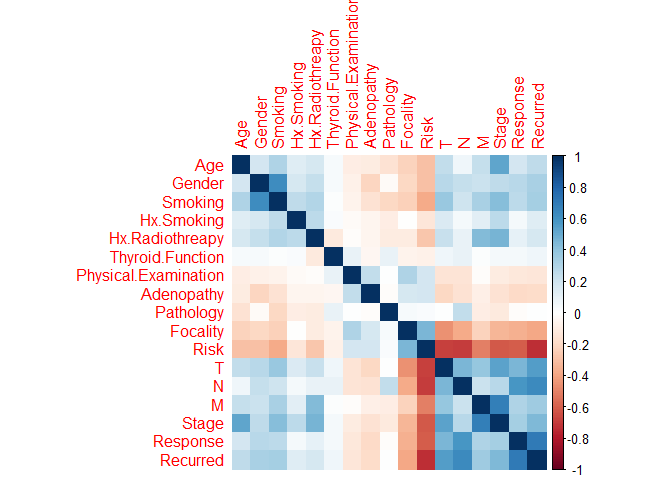 Age
Gender
Smoking
Hx.Smoking
Hx.Radiothreapy
Thyroid.Function
Physical.Examination
Adenopathy
Pathology
Focality
Risk
T
N
M
Stage
Response
Recurred
Age
Gender
Smoking
Hx.Smoking
Hx.Radiothreapy
Thyroid.Function
Physical.Examination
Adenopathy
Pathology
Focality
Risk
T
N
M
Stage
Response
Recurred
1
0.8
0.6
0.4
0.2
0
-0.2
-0.4
-0.6
-0.8
-1